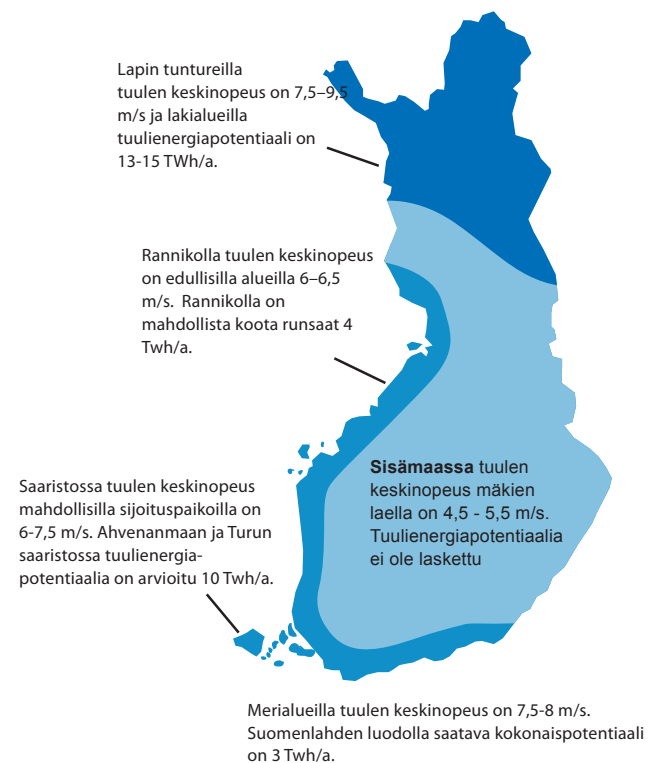 Lapin tuntureilla
tuulen keskinopeus on 7,5–9,5
m/s ja lakialueilla
tuulienergiapotentiaali on
13-15 TWh/a.
Rannikolla tuulen keskinopeus
on edullisilla alueilla 6–6,5
m/s. Rannikolla on
mahdollista koota runsaat 4
Twh/a.
Sisämaassa tuulen
keskinopeus mäkien
laella on 4,5 - 5,5 m/s.
Tuulienergiapotentiaalia
ei ole laskettu
Saaristossa tuulen keskinopeus
mahdollisilla sijoituspaikoilla on
6-7,5 m/s. Ahvenanmaan ja Turun
saaristossa tuulienergia-
potentiaalia on arvioitu 10 Twh/a.
Merialueilla tuulen keskinopeus on 7,5-8 m/s.
Suomenlahden luodolla saatava kokonaispotentiaali
on 3 Twh/a.